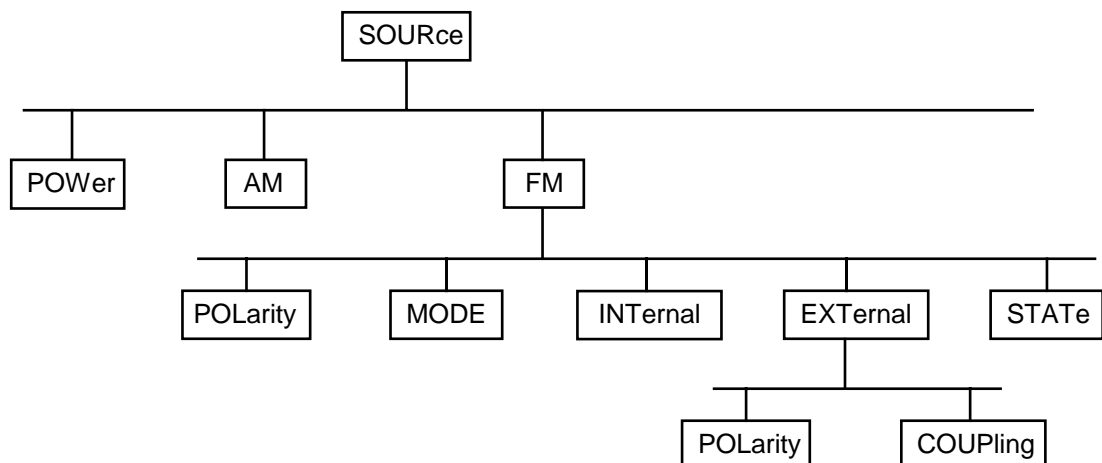 SOURce
POWer
AM
FM
POLarity
MODE
INTernal
EXTernal
STATe
POLarity
COUPling